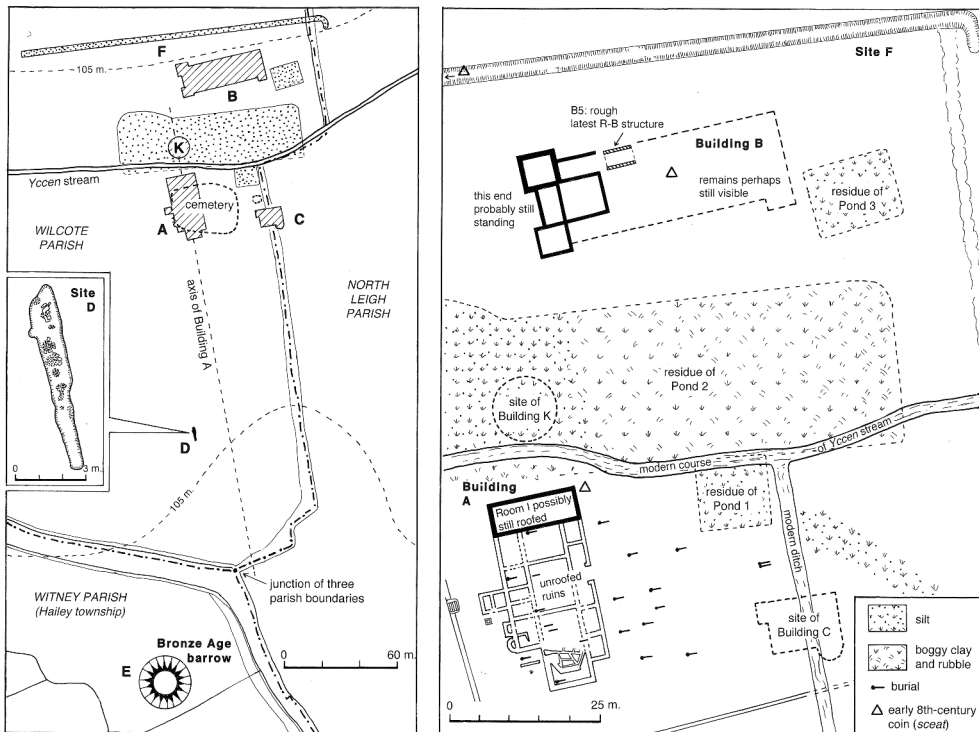 F
105 m.
B
K
Yccen stream
cemetery
A
C
WILCOTE
PARISH
NORTH
LEIGH
PARISH
axis of Building A
Site
D
0 3 m.
D
105 m.
junction of three
parish boundaries
WITNEY PARISH
(Hailey township)
Bronze Age
barrow
E
0 60 m.
Site F
B5: rough
latest R-B structure
Building B
this end
probably still
standing
remains perhaps
still visible
residue of
Pond 3
residue of
Pond 2
site of
Building K
modern course of Yccen stream
Building
A
Room I possibly
still roofed
residue of
Pond 1
modern ditch
unroofed
ruins
site of
Building C
0 25 m.
silt
boggy clay
and rubble
burial
early 8th-century
coin (sceat)